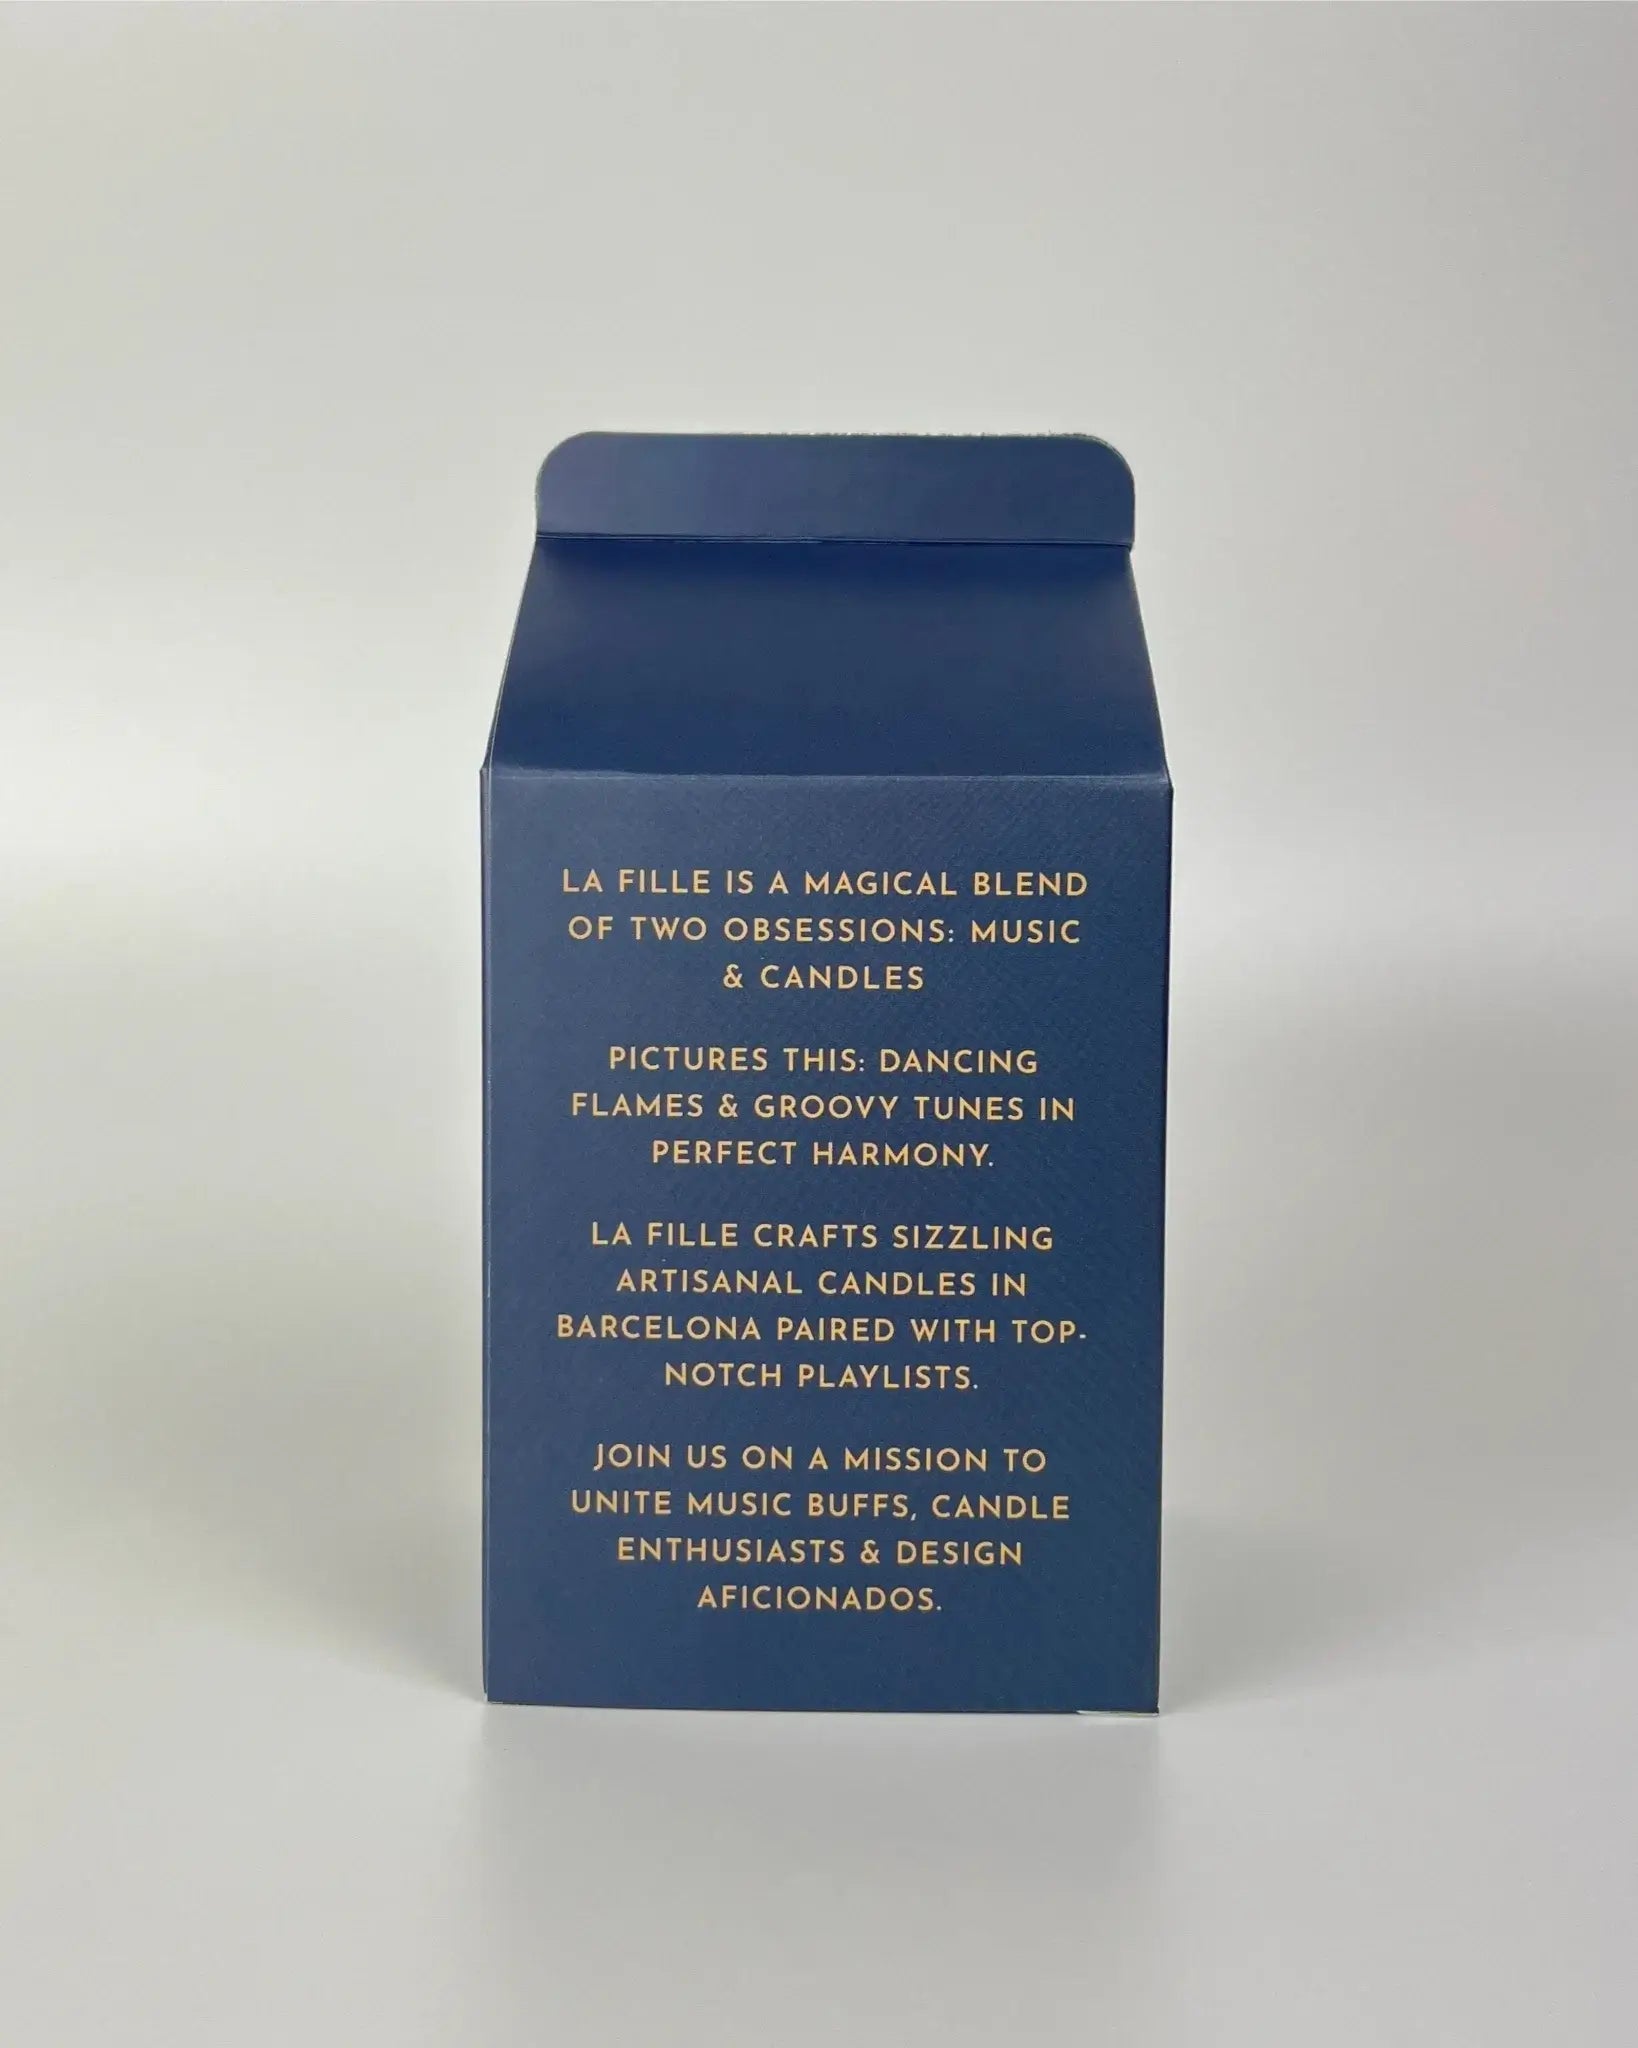 LA FILLE IS A MAGICAL BLEND
OF TWO OBSESSIONS: MUSIC
& CANDLES
PICTURES THIS: DANCING
FLAMES & GROOVY TUNES IN
PERFECT HARMONY.
LA FILLE CRAFTS SIZZLING
ARTISANAL CANDLES IN
BARCELONA PAIRED WITH TOP-
NOTCH PLAYLISTS.
JOIN US ON A MISSION TO
UNITE MUSIC BUFFS, CANDLE
ENTHUSIASTS & DESIGN
AFICIONADOS.